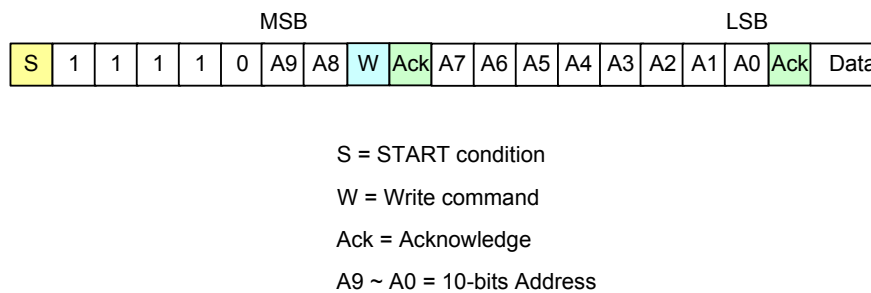 MSB LSB
S 1 1 1 1 0 A9 A8 W Ack A7 A6 A5 A4 A3 A2 A1 A0 Ack Data
S = START condition
W = Write command
Ack = Acknowledge
A9 ~ A0 = 10-bits Address